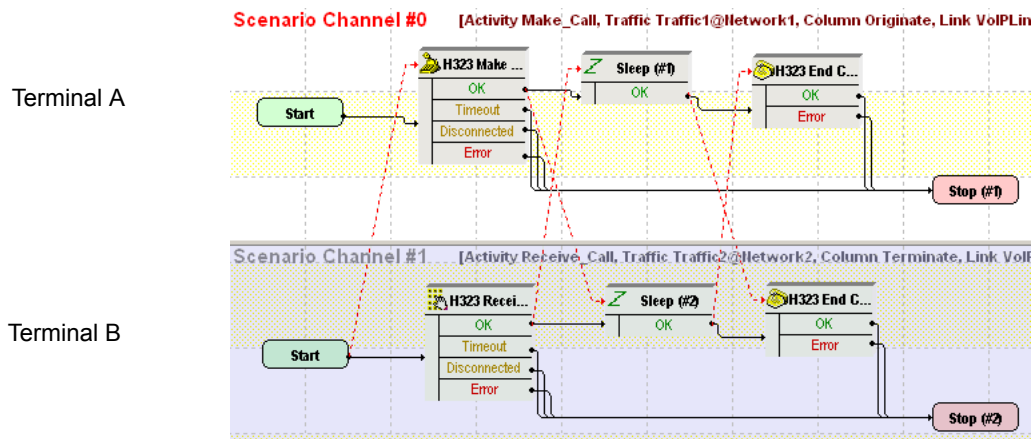 Scenario Channel #0 [Activity Make_Call, Traffic Traffic1@Network1, Column Originate, Link VoIPLin
Terminal A
Start
H323 Make ...
OK
Timeout
Disconnected
Error
Sleep (#1)
OK
H323 End C...
OK
Error
Stop (#1)
Scenario Channel #1 [Activity Receive_Call, Traffic Traffic2@Network2, Column Terminate, Link VoIP
Terminal B
Start
H323 Recei...
OK
Timeout
Disconnected
Error
Sleep (#2)
OK
H323 End C...
OK
Error
Stop (#2)